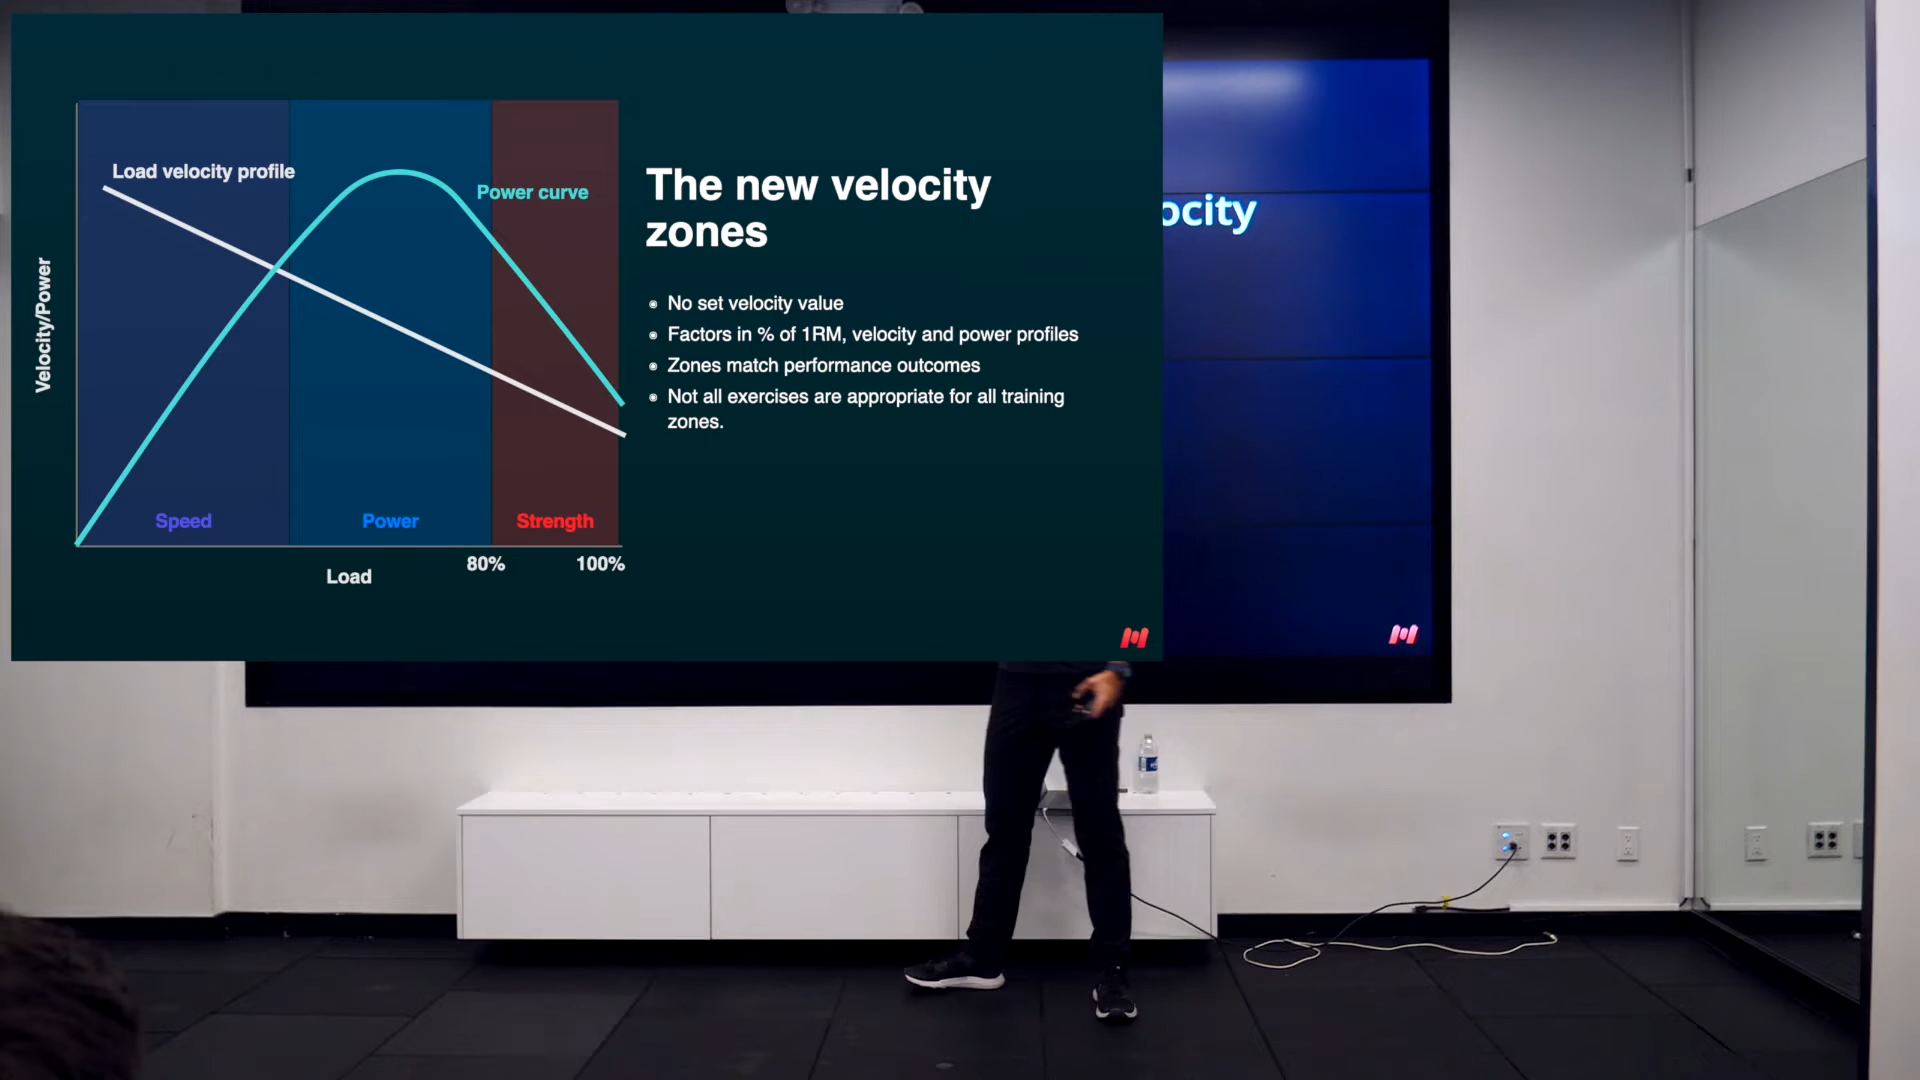 The new velocity
zones
No set velocity value
Factors in % of 1RM, velocity and power profiles
Zones match performance outcomes
Not all exercises are appropriate for all training
zones.
Load velocity profile
Power curve
Velocity/Power
Speed
Power
Strength
80%
100%
Load
ocity